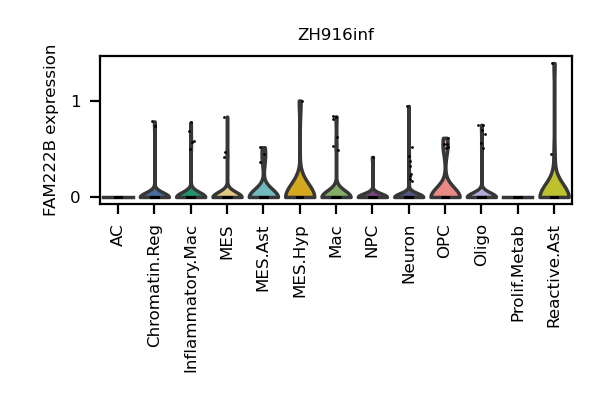 ZH916inf
FAM222B expression
1
0
AC
Chromatin.Reg
Inflammatory.Mac
MES
MES.Ast
MES.Hyp
Mac
NPC
Neuron
OPC
Oligo
Prolif.Metab
Reactive.Ast